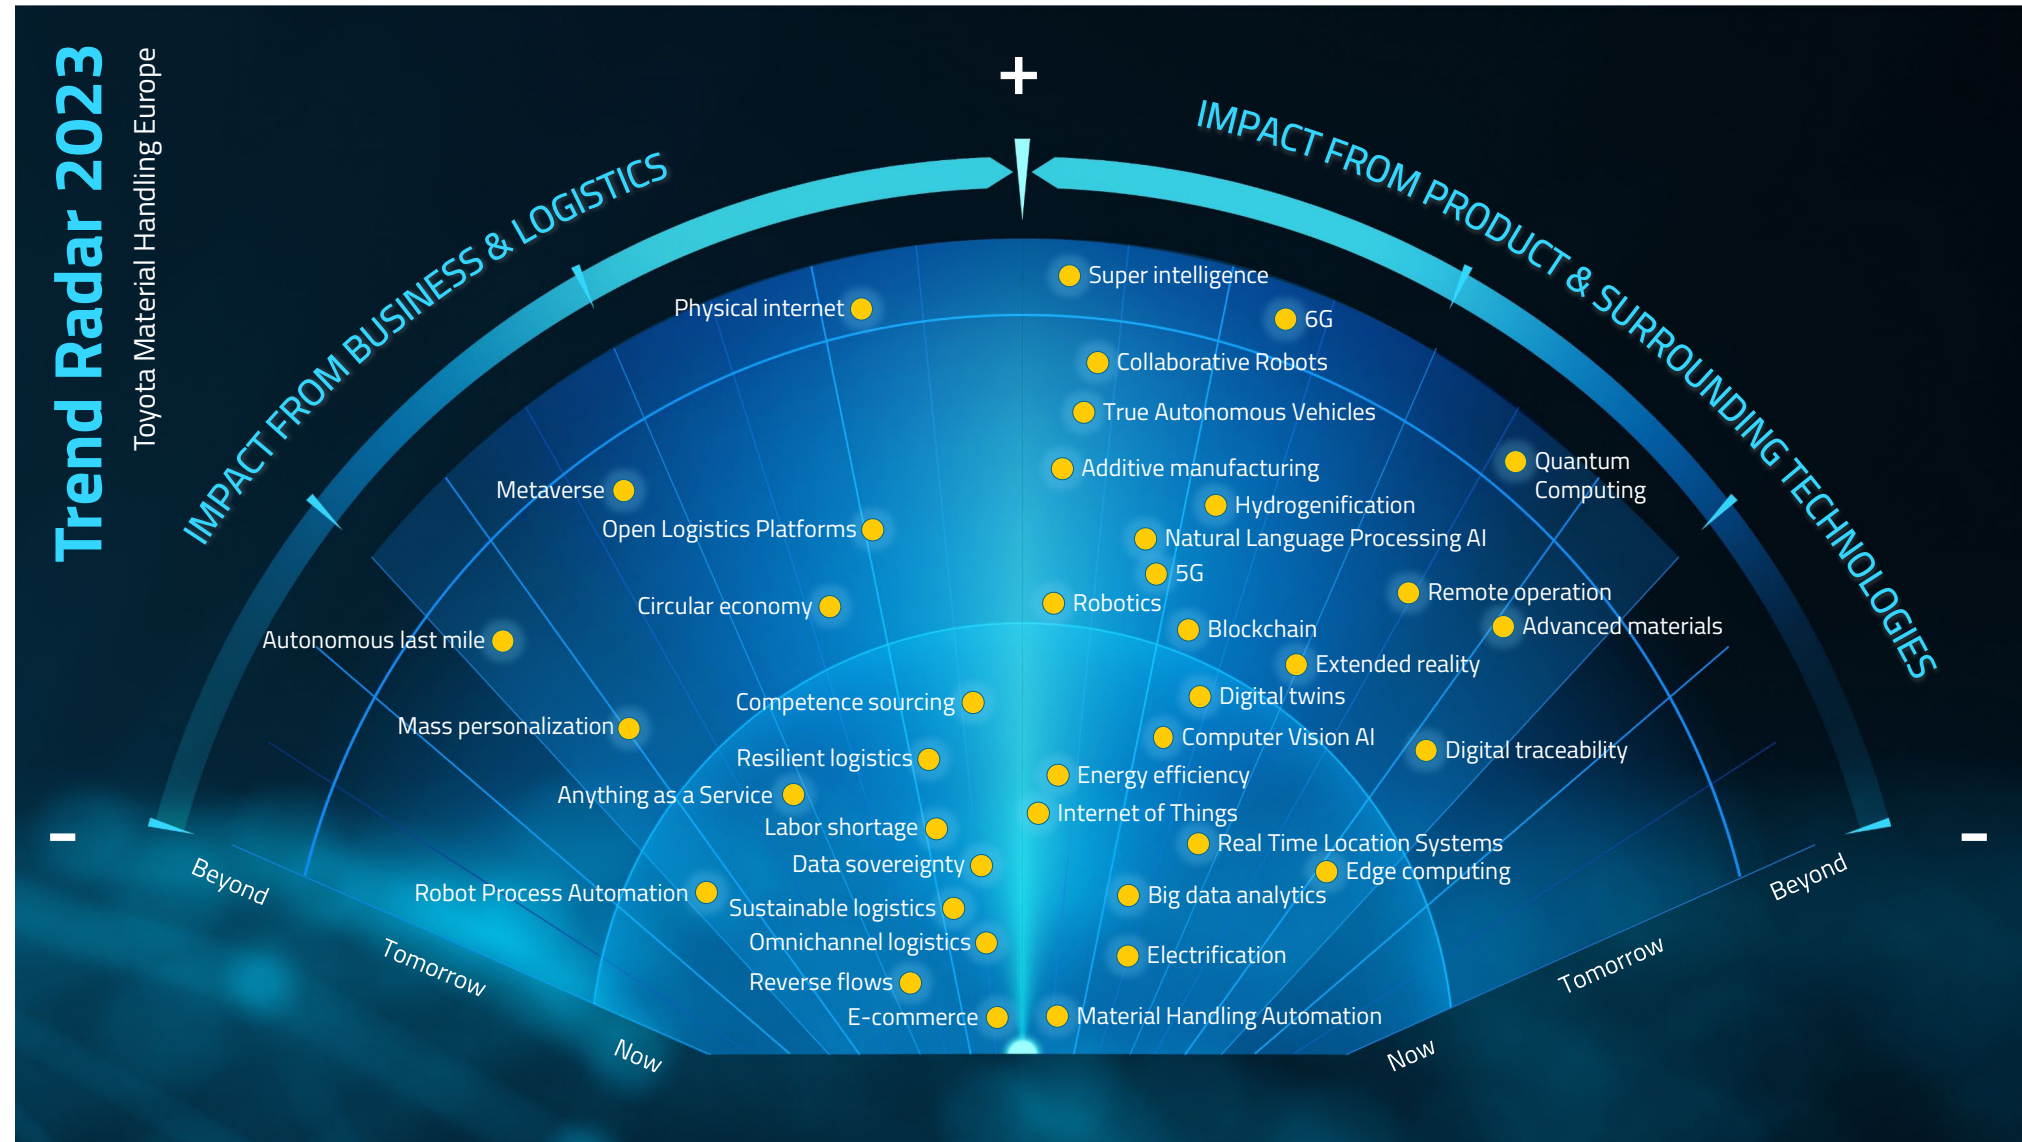 Trend Radar 2023
Toyota Material Handling Europe
+
IMPACT FROM BUSINESS & LOGISTICS
IMPACT FROM PRODUCT & SURROUNDING TECHNOLOGIES
Super intelligence
Physical internet
6G
Collaborative Robots
True Autonomous Vehicles
Additive manufacturing
Quantum
Computing
Metaverse
Hydrogenification
Open Logistics Platforms
Natural Language Processing AI
5G
Remote operation
Circular economy
Robotics
Blockchain
Advanced materials
Autonomous last mile
Extended reality
Competence sourcing
Digital twins
Mass personalization
Computer Vision AI
Digital traceability
Resilient logistics
Energy efficiency
Anything as a Service
Internet of Things
Labor shortage
Real Time Location Systems
Data sovereignty
Edge computing
Robot Process Automation
Big data analytics
Sustainable logistics
Omnichannel logistics
Electrification
Reverse flows
E-commerce
Material Handling Automation
-
-
Beyond
Tomorrow
Now
Now
Tomorrow
Beyond